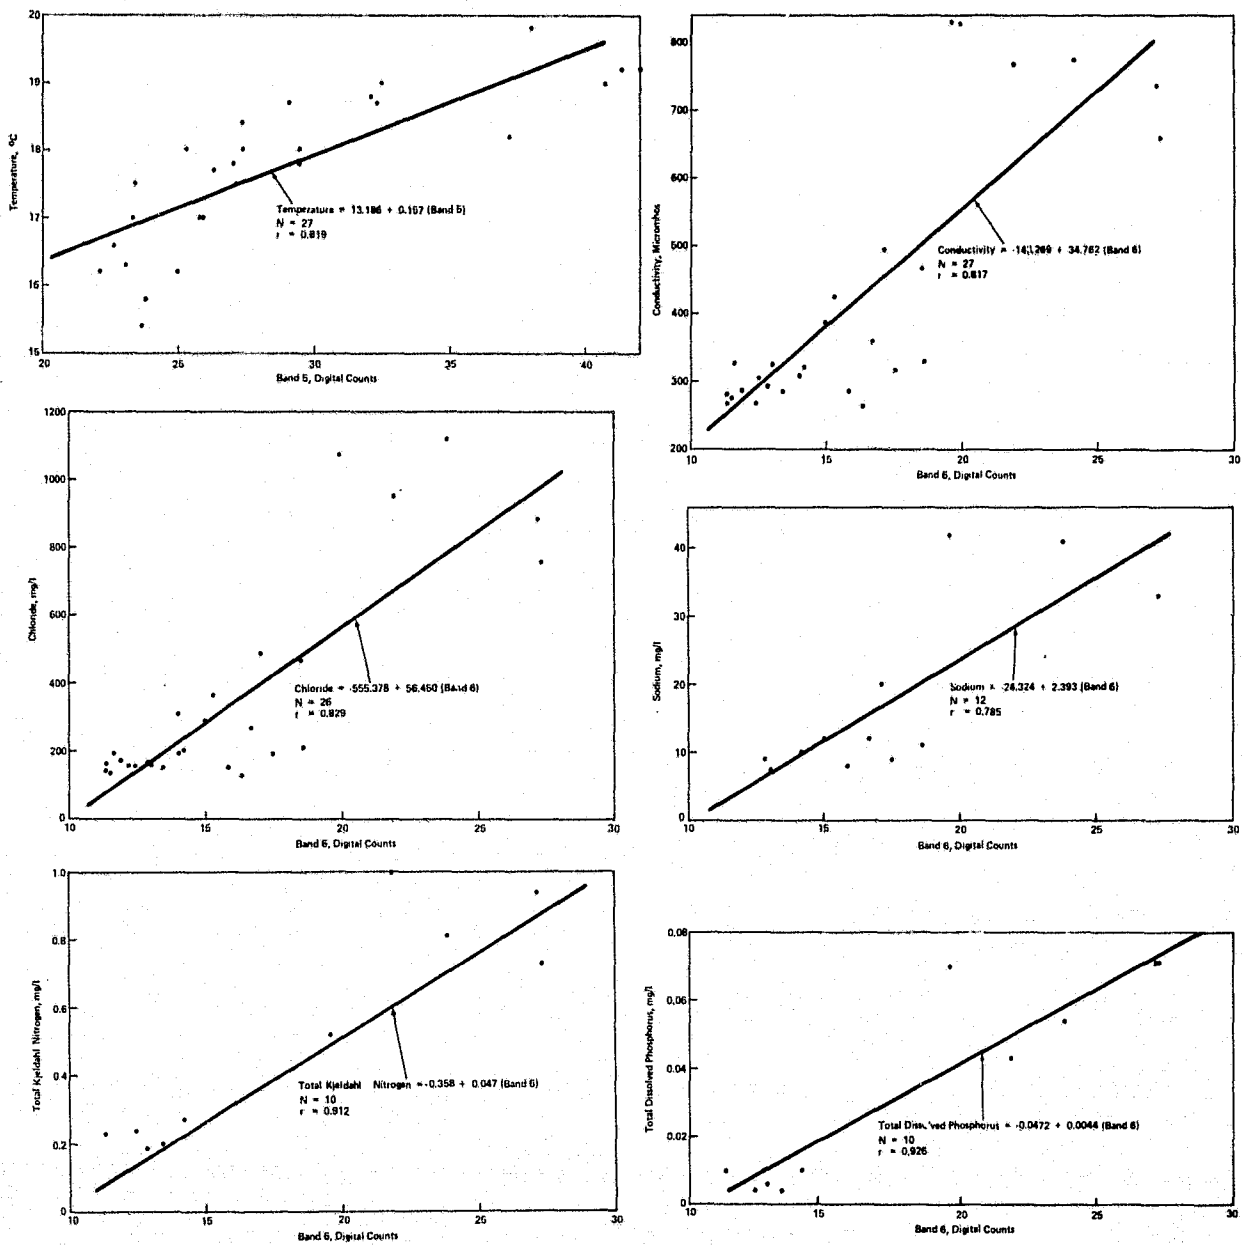 20
19
18
17
16
15
Temperature, °C
Temperature = 13.186 + 0.157 (Band 5)
N = 27
r = 0.819
20
25
30
35
40
Band 5, Digital Counts
800
700
600
500
400
300
200
Conductivity, Micromhos
Conductivity = + 34.762 (Band 6)
N = 27
r = 0.817
10
15
20
25
30
Band 6, Digital Counts
1200
1000
800
600
400
200
0
Chloride, mg/l
Chloride = -555.378 + 56.450 (Band 6)
N = 26
r = 0.829
10
15
20
25
30
Band 6, Digital Counts
40
30
20
10
0
Sodium, mg/l
Sodium = -24.324 + 2.393 (Band 6)
N = 12
r = 0.785
10
15
20
25
30
Band 6, Digital Counts
1.0
0.8
0.6
0.4
0.2
0
Total Kjeldahl Nitrogen, mg/l
Total Kjeldahl Nitrogen = -0.358 + 0.047 (Band 6)
N = 10
r = 0.912
10
15
20
25
30
Band 6, Digital Counts
0.08
0.06
0.04
0.02
0
Total Dissolved Phosphorus, mg/l
Total Dissolved Phosphorus = -0.0472 + 0.0044 (Band 6)
N = 10
r = 0.926
10
15
20
25
30
Band 6, Digital Counts